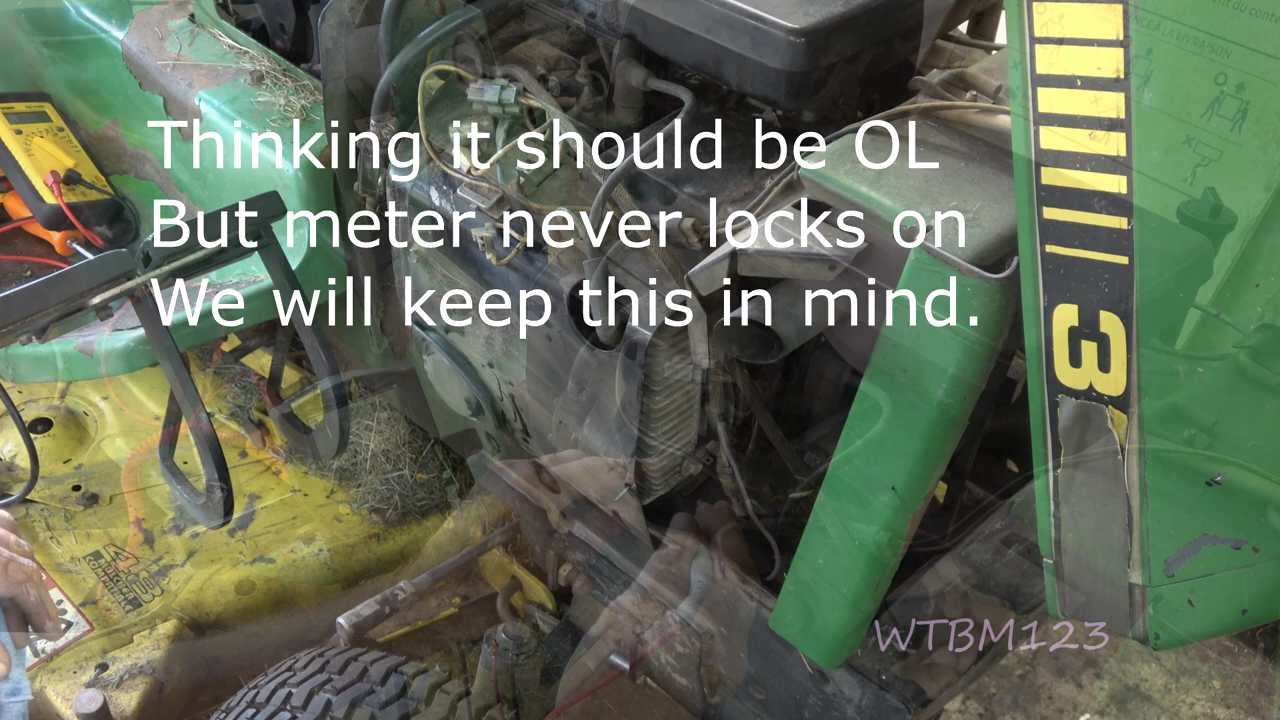 Thinking it should be OL
But meter never locks on
We will keep this in mind.
3
WTBM123